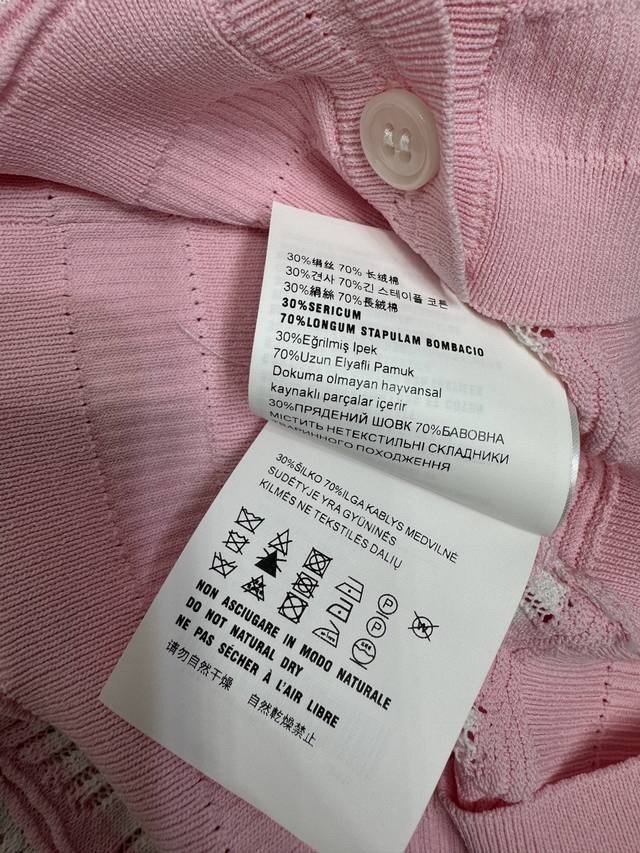 30%绢丝 70% 长绒棉
30%견사 70%긴 스테이플 코튼
30%絹絲 70%長絨棉
30%SERICUM
70%LONGUM STAPULAM BOMBACIO
30%Eğrilmiş Ipek
70%Uzun Elyafli Pamuk
Dokuma olmayan hayvansal
kaynaklı parçalar içerir
30%ПРЯДЕНИЙ ШОВК 70%БАВОВНА
МІСТИТЬ НЕТЕКСТИЛЬНІ СКЛАДНИКИ
ТВАРИННОГО ПОХОДЖЕННЯ
30%ŠILKO 70%ILGA KABLYS MEDVILNĖ
SUDĖTYJE YRA GYŪNINĖS
KILMĖS NE TEKSTILĖS DALIŲ
P
P
NON ASCIUGARE IN MODO NATURALE
DO NOT NATURAL DRY
NE PAS SÉCHER À L'AIR LIBRE
请勿自然干燥 自然乾燥禁止